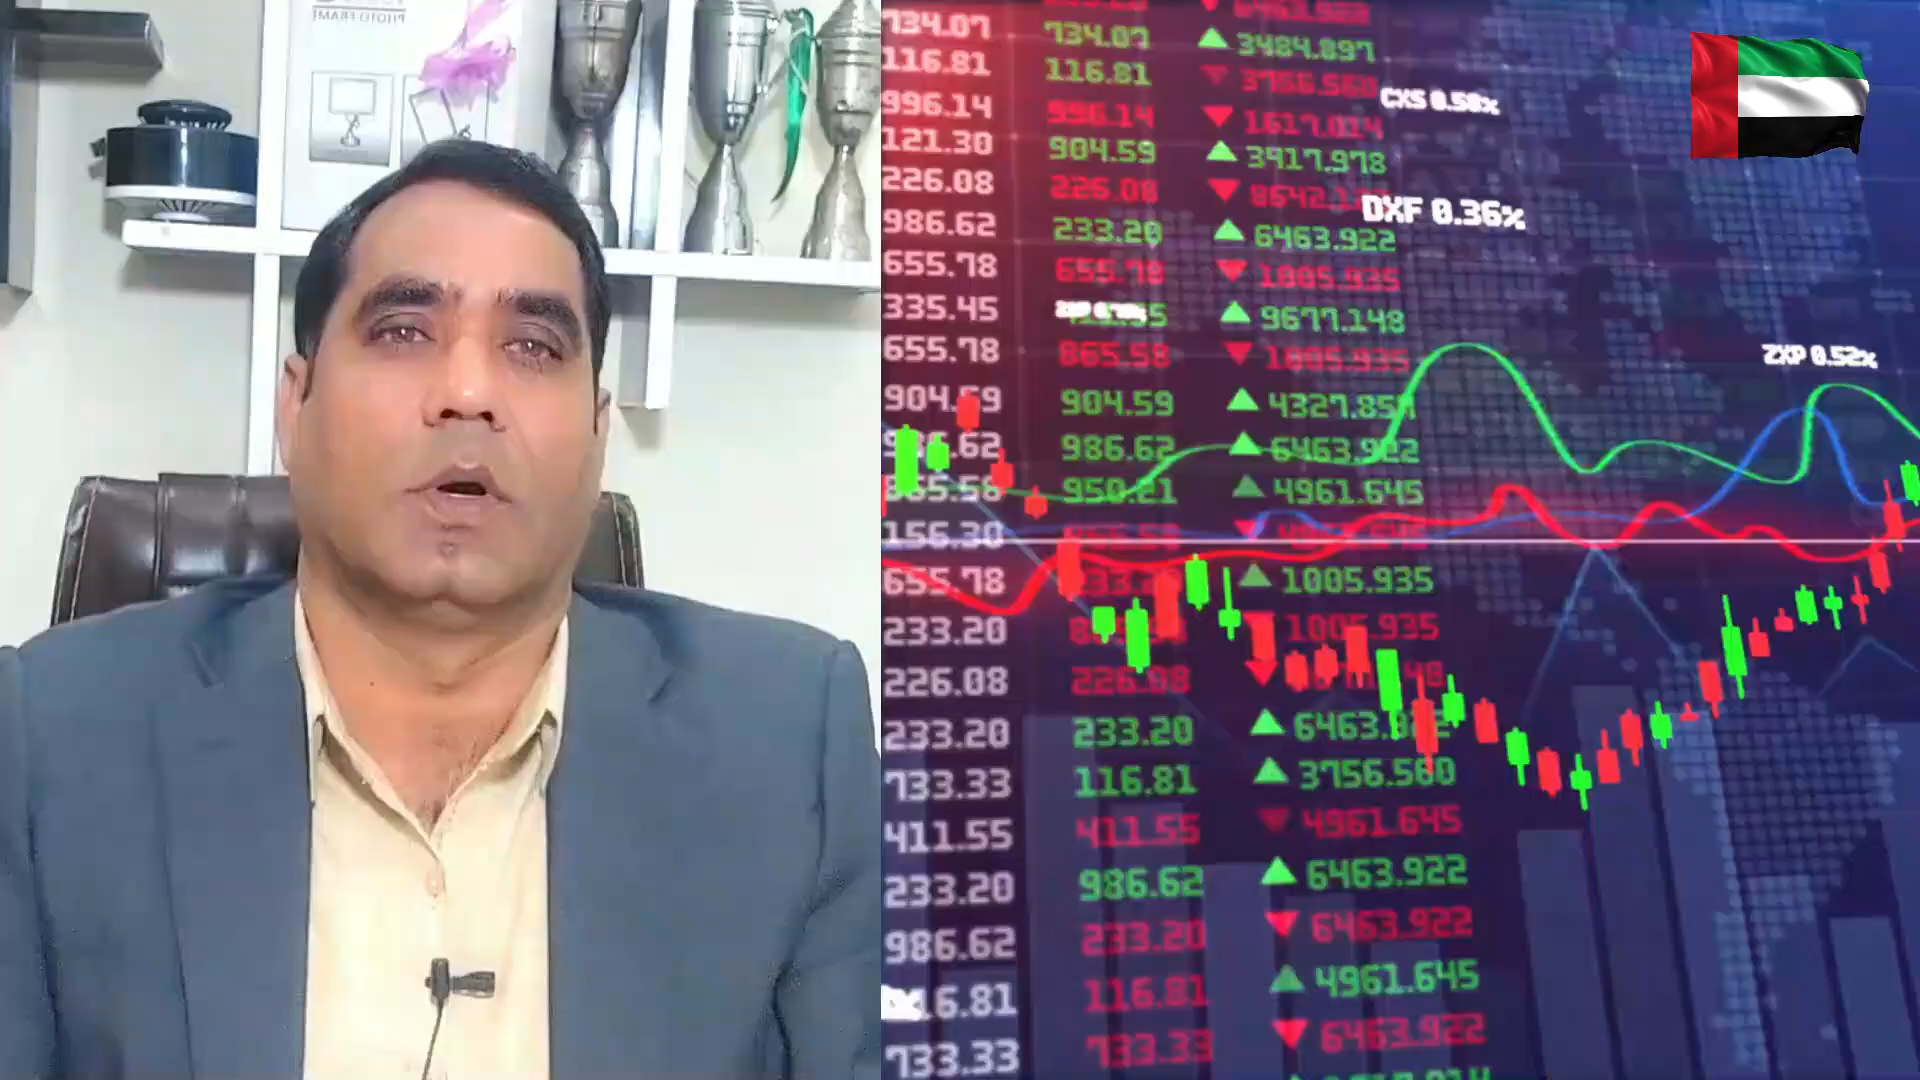 PHOTO FRAME
734.07 734.07 ▲ 3484.897
116.81 116.81 ▼ 3756.560
CXS 0.58%
996.14 996.14 ▼ 1617.014
121.30 904.59 ▲ 3917.978
226.08 226.08 ▼
DXF 0.36%
986.62 233.20 ▲ 6463.922
655.78 655.78 ▼ 1005.935
335.45 ▲ 9677.148
655.78 865.58 ▼ 1005.935
ZXP 0.52%
904.59 904.59 ▲ 4327.859
986.62 ▲ 6463.922
865.58 950.21 ▲ 4961.645
156.30
655.78 ▲ 1005.935
233.20 1005.935
226.08 226.98 ▼
233.20 233.20 ▲ 6463.922
733.33 116.81 ▲ 3756.560
411.55 411.55 ▼ 4961.645
233.20 986.62 ▲ 6463.922
986.62 233.20 ▼ 6463.922
116.81 ▲ 4961.645
733.33 733.33 ▼ 6463.922